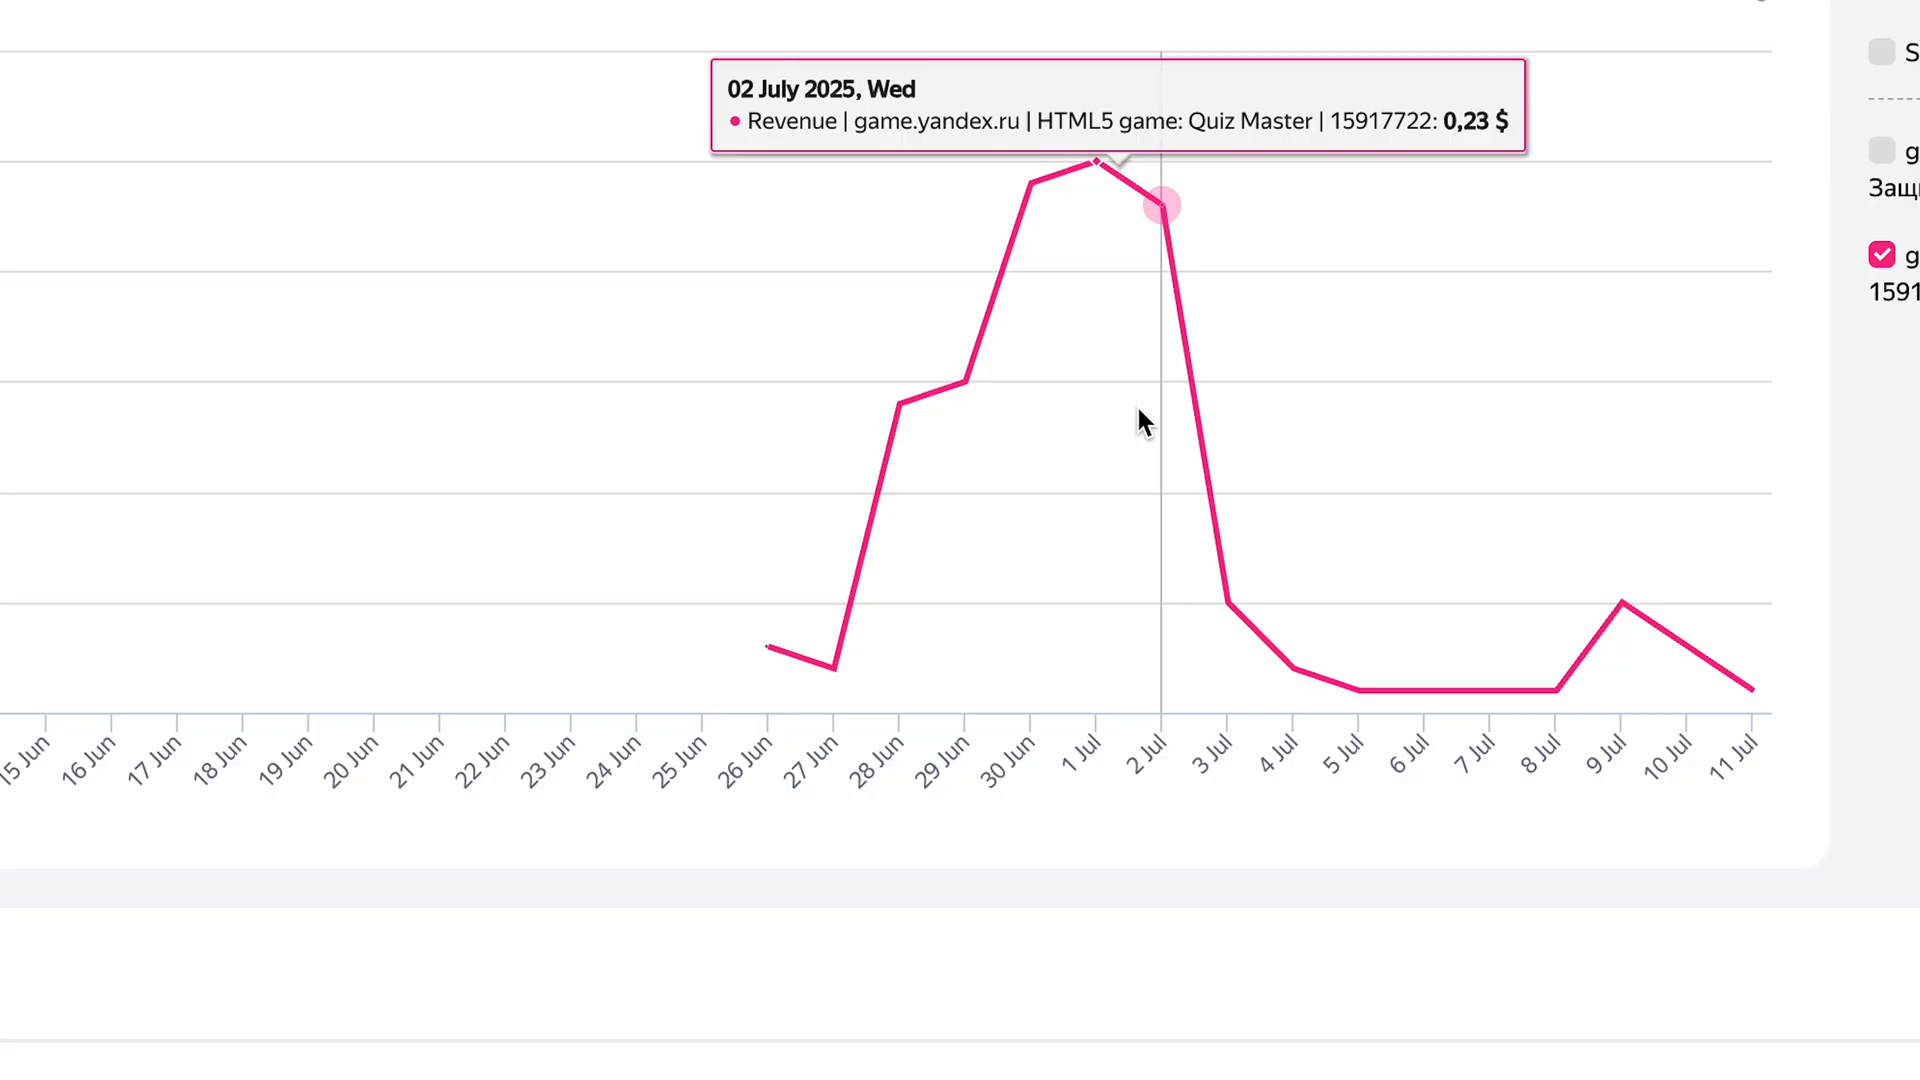 S
02 July 2025, Wed
Revenue | game.yandex.ru | HTML5 game: Quiz Master | 15917722: 0,23 $
g
Защ
g
1591
15 Jun
16 Jun
17 Jun
18 Jun
19 Jun
20 Jun
21 Jun
22 Jun
23 Jun
24 Jun
25 Jun
26 Jun
27 Jun
28 Jun
29 Jun
30 Jun
1 Jul
2 Jul
3 Jul
4 Jul
5 Jul
6 Jul
7 Jul
8 Jul
9 Jul
10 Jul
11 Jul